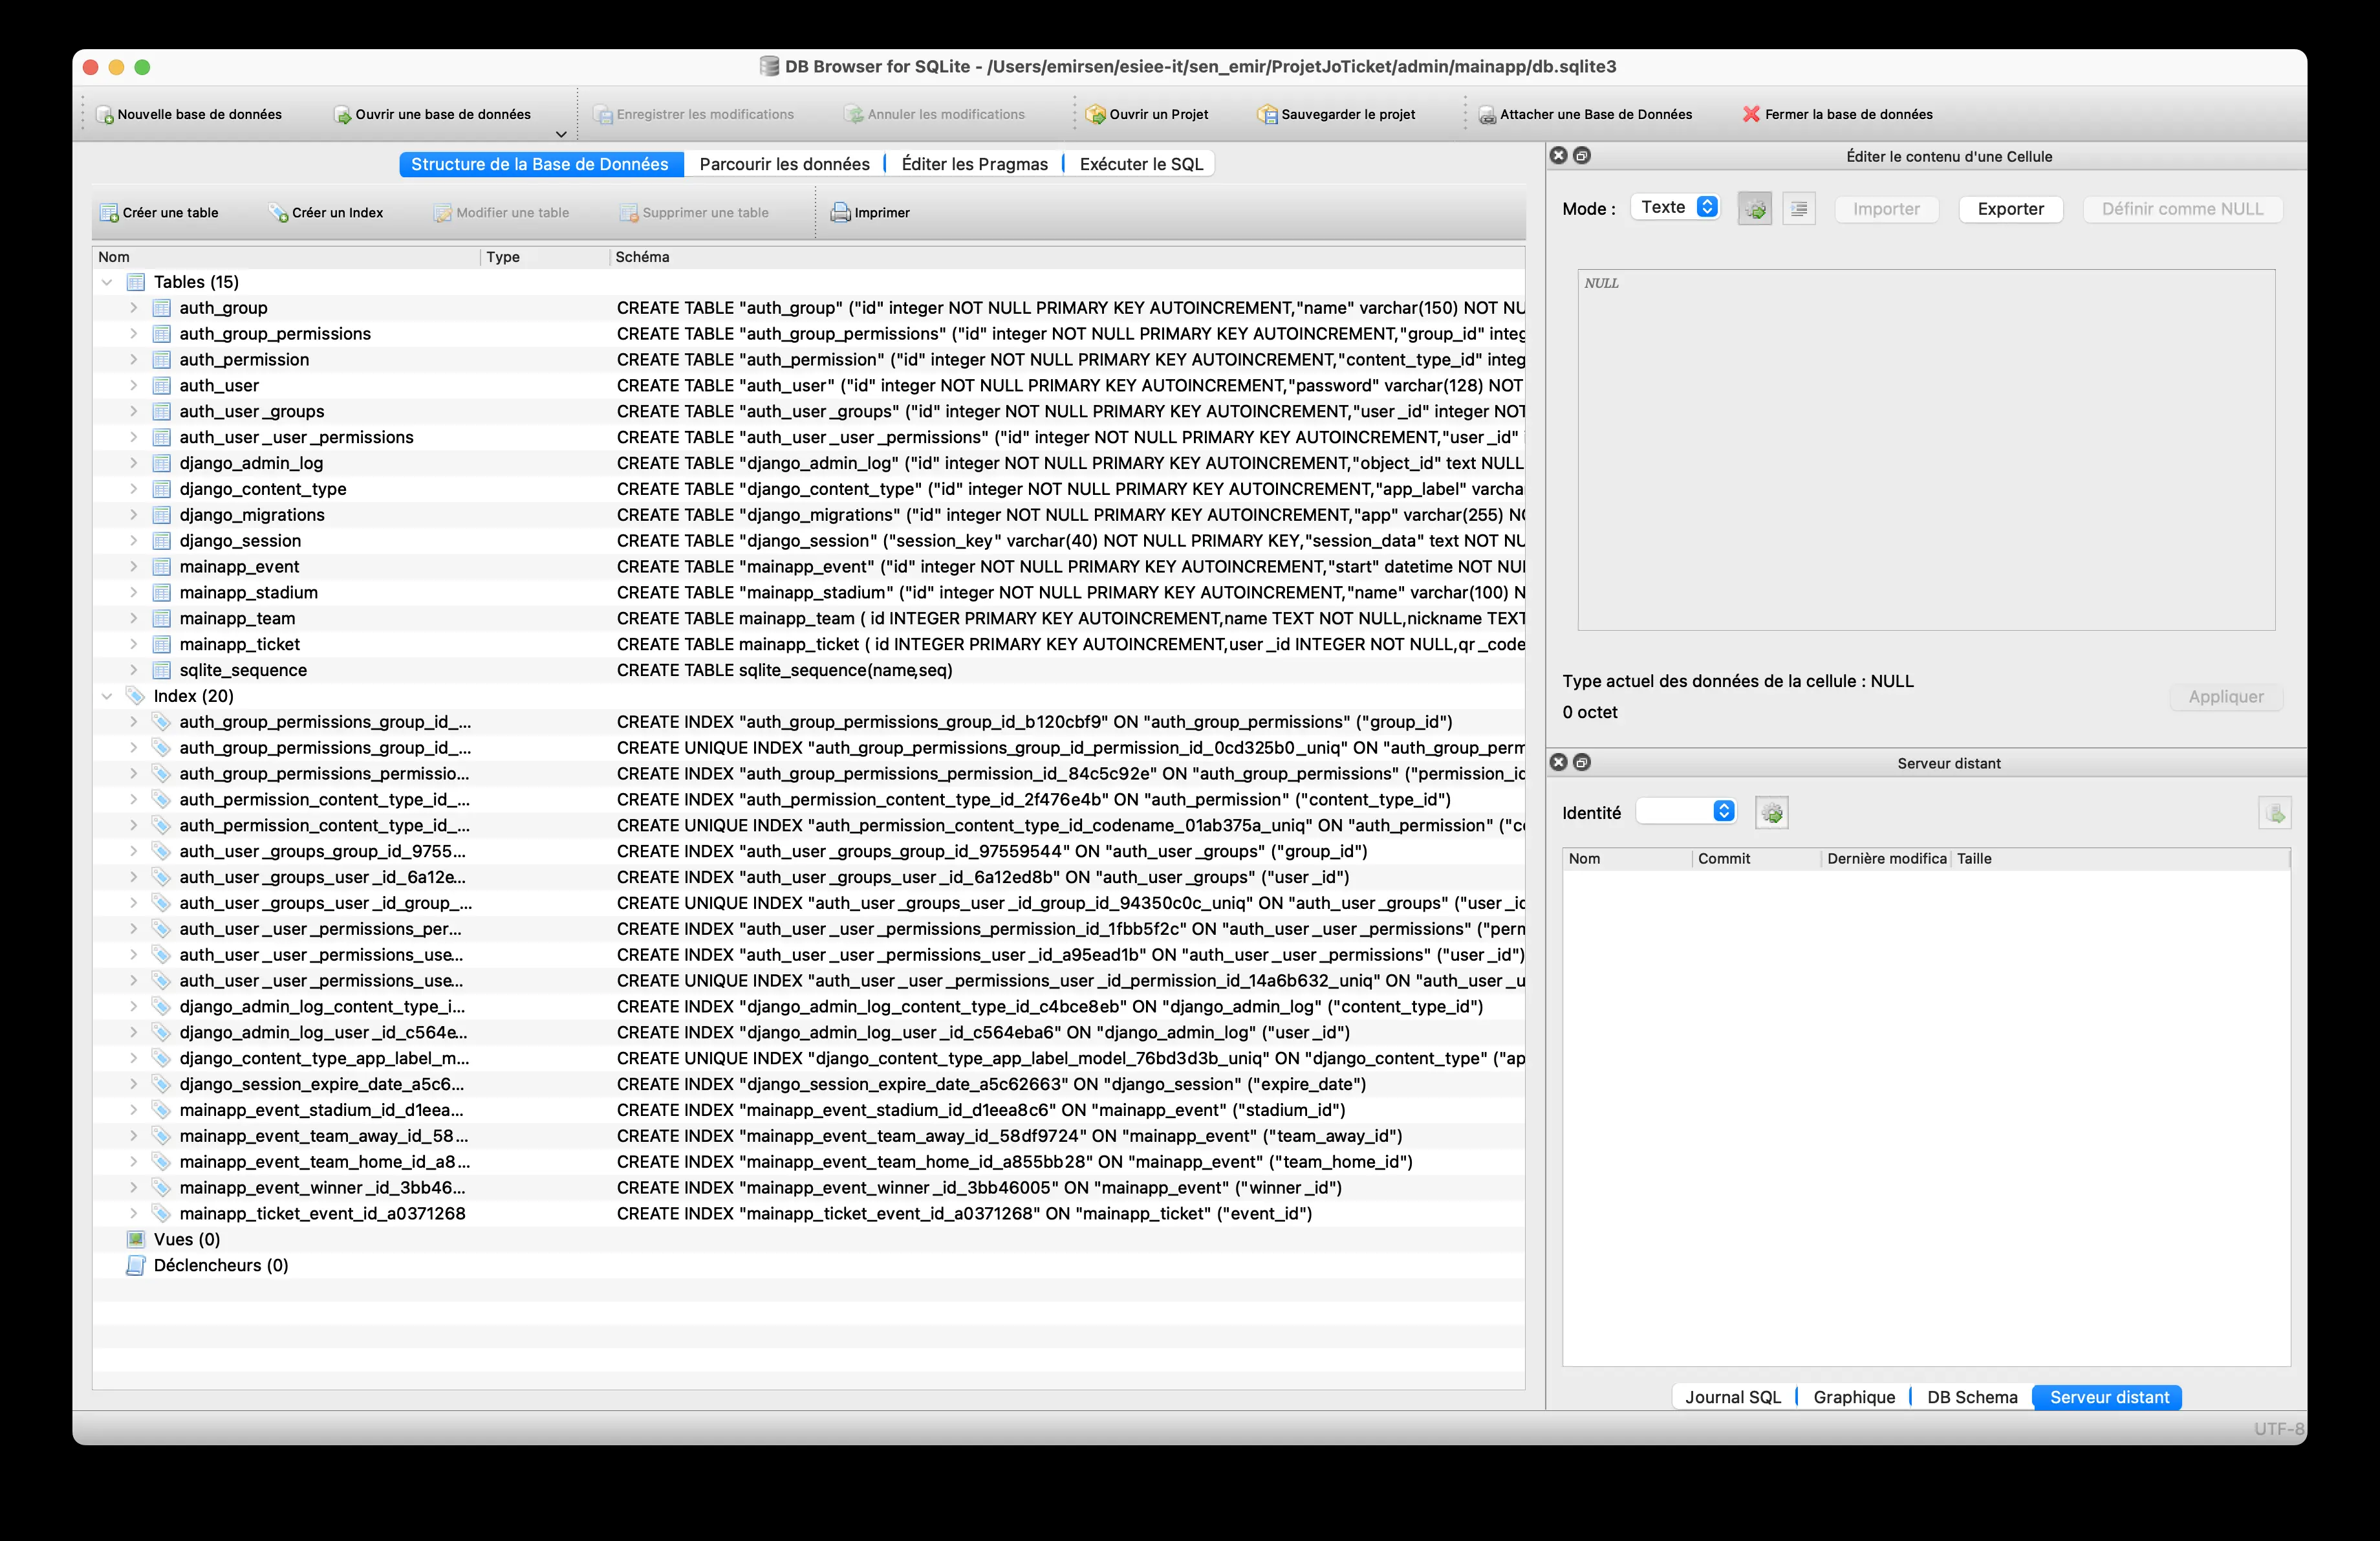 DB Browser for SQLite - /Users/emirsen/esiee-it/sen_emir/ProjetJoTicket/admin/mainapp/db.sqlite3
Nouvelle base de données Ouvrir une base de données Enregistrer les modifications Annuler les modifications Ouvrir un Projet Sauvegarder le projet Attacher une Base de Données Fermer la base de données
Structure de la Base de Données Parcourir les données Éditer les Pragmas Exécuter le SQL
Créer une table Créer un Index Modifier une table Supprimer une table Imprimer
Nom Type Schéma
Tables (15)
auth_group CREATE TABLE "auth_group" ("id" integer NOT NULL PRIMARY KEY AUTOINCREMENT,"name" varchar(150) NOT NU
auth_group_permissions CREATE TABLE "auth_group_permissions" ("id" integer NOT NULL PRIMARY KEY AUTOINCREMENT,"group_id" integ
auth_permission CREATE TABLE "auth_permission" ("id" integer NOT NULL PRIMARY KEY AUTOINCREMENT,"content_type_id" integ
auth_user CREATE TABLE "auth_user" ("id" integer NOT NULL PRIMARY KEY AUTOINCREMENT,"password" varchar(128) NOT
auth_user_groups CREATE TABLE "auth_user_groups" ("id" integer NOT NULL PRIMARY KEY AUTOINCREMENT,"user_id" integer NOT
auth_user_user_permissions CREATE TABLE "auth_user_user_permissions" ("id" integer NOT NULL PRIMARY KEY AUTOINCREMENT,"user_id"
django_admin_log CREATE TABLE "django_admin_log" ("id" integer NOT NULL PRIMARY KEY AUTOINCREMENT,"object_id" text NULL
django_content_type CREATE TABLE "django_content_type" ("id" integer NOT NULL PRIMARY KEY AUTOINCREMENT,"app_label" varcha
django_migrations CREATE TABLE "django_migrations" ("id" integer NOT NULL PRIMARY KEY AUTOINCREMENT,"app" varchar(255) NO
django_session CREATE TABLE "django_session" ("session_key" varchar(40) NOT NULL PRIMARY KEY,"session_data" text NOT NU
mainapp_event CREATE TABLE "mainapp_event" ("id" integer NOT NULL PRIMARY KEY AUTOINCREMENT,"start" datetime NOT NUL
mainapp_stadium CREATE TABLE "mainapp_stadium" ("id" integer NOT NULL PRIMARY KEY AUTOINCREMENT,"name" varchar(100) N
mainapp_team CREATE TABLE mainapp_team ( id INTEGER PRIMARY KEY AUTOINCREMENT,name TEXT NOT NULL,nickname TEXT
mainapp_ticket CREATE TABLE mainapp_ticket ( id INTEGER PRIMARY KEY AUTOINCREMENT,user_id INTEGER NOT NULL,qr_code
sqlite_sequence CREATE TABLE sqlite_sequence(name,seq)
Index (20)
auth_group_permissions_group_id_... CREATE INDEX "auth_group_permissions_group_id_b120cbf9" ON "auth_group_permissions" ("group_id")
auth_group_permissions_group_id_... CREATE UNIQUE INDEX "auth_group_permissions_group_id_permission_id_0cd325b0_uniq" ON "auth_group_perm
auth_group_permissions_permissio... CREATE INDEX "auth_group_permissions_permission_id_84c5c92e" ON "auth_group_permissions" ("permission_id
auth_permission_content_type_id_... CREATE INDEX "auth_permission_content_type_id_2f476e4b" ON "auth_permission" ("content_type_id")
auth_permission_content_type_id_... CREATE UNIQUE INDEX "auth_permission_content_type_id_codename_01ab375a_uniq" ON "auth_permission" ("co
auth_user_groups_group_id_9755... CREATE INDEX "auth_user_groups_group_id_97559544" ON "auth_user_groups" ("group_id")
auth_user_groups_user_id_6a12e... CREATE INDEX "auth_user_groups_user_id_6a12ed8b" ON "auth_user_groups" ("user_id")
auth_user_groups_user_id_group_... CREATE UNIQUE INDEX "auth_user_groups_user_id_group_id_94350c0c_uniq" ON "auth_user_groups" ("user_id
auth_user_user_permissions_per... CREATE INDEX "auth_user_user_permissions_permission_id_1fbb5f2c" ON "auth_user_user_permissions" ("perm
auth_user_user_permissions_use... CREATE INDEX "auth_user_user_permissions_user_id_a95ead1b" ON "auth_user_user_permissions" ("user_id")
auth_user_user_permissions_use... CREATE UNIQUE INDEX "auth_user_user_permissions_user_id_permission_id_14a6b632_uniq" ON "auth_user_u
django_admin_log_content_type_i... CREATE INDEX "django_admin_log_content_type_id_c4bce8eb" ON "django_admin_log" ("content_type_id")
django_admin_log_user_id_c564e... CREATE INDEX "django_admin_log_user_id_c564eba6" ON "django_admin_log" ("user_id")
django_content_type_app_label_m... CREATE UNIQUE INDEX "django_content_type_app_label_model_76bd3d3b_uniq" ON "django_content_type" ("ap
django_session_expire_date_a5c6... CREATE INDEX "django_session_expire_date_a5c62663" ON "django_session" ("expire_date")
mainapp_event_stadium_id_d1eea... CREATE INDEX "mainapp_event_stadium_id_d1eea8c6" ON "mainapp_event" ("stadium_id")
mainapp_event_team_away_id_58... CREATE INDEX "mainapp_event_team_away_id_58df9724" ON "mainapp_event" ("team_away_id")
mainapp_event_team_home_id_a8... CREATE INDEX "mainapp_event_team_home_id_a855bb28" ON "mainapp_event" ("team_home_id")
mainapp_event_winner_id_3bb46... CREATE INDEX "mainapp_event_winner_id_3bb46005" ON "mainapp_event" ("winner_id")
mainapp_ticket_event_id_a0371268 CREATE INDEX "mainapp_ticket_event_id_a0371268" ON "mainapp_ticket" ("event_id")
Vues (0)
Déclencheurs (0)
Éditer le contenu d'une Cellule
Mode : Texte Importer Exporter Définir comme NULL
NULL
Type actuel des données de la cellule : NULL
0 octet
Appliquer
Serveur distant
Identité
Nom Commit Dernière modifica Taille
Journal SQL Graphique DB Schema Serveur distant
UTF-8